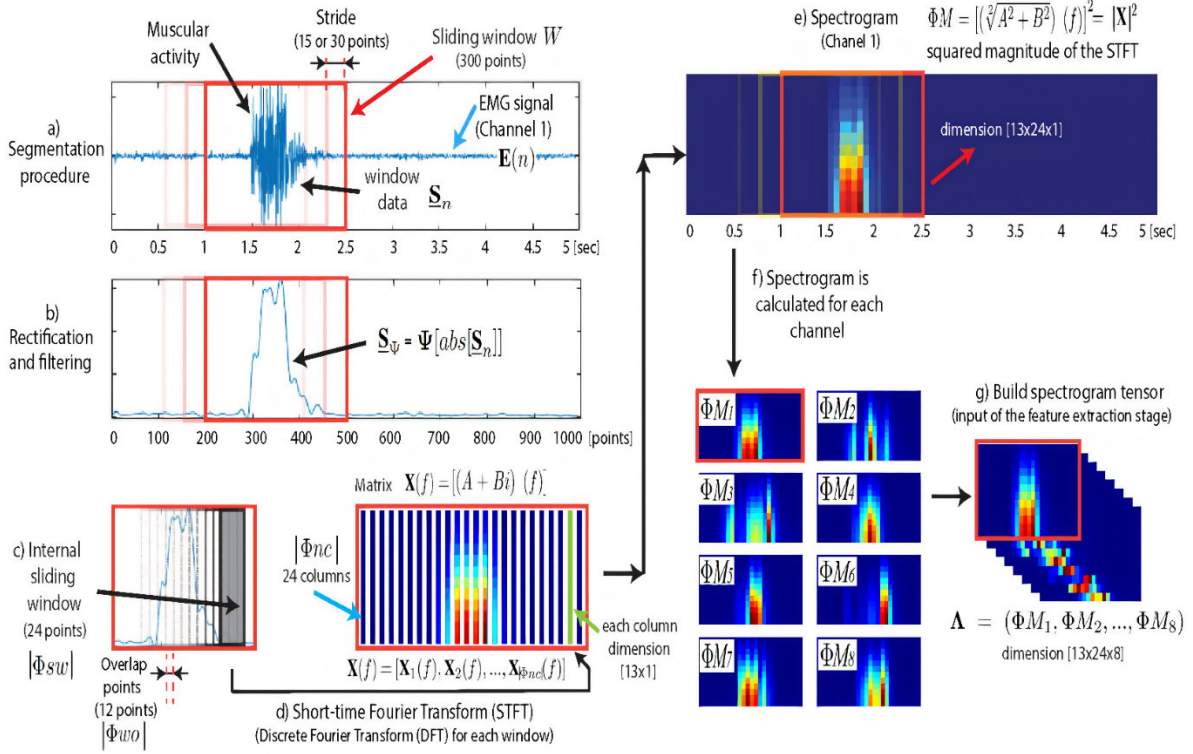 Muscular
activity
Stride
(15 or 30 points)
Sliding window W
(300 points)
a)
Segmentation
procedure
EMG signal
(Channel 1)
E(n)
window
data
S_n
0 0.5 1 1.5 2 2.5 3 3.5 4 4.5 5 [sec]
b)
Rectification
and filtering
S_Ψ = Ψ[abs[S_n]]
0 100 200 300 400 500 600 700 800 900 1000 [points]
c) Internal
sliding
window
(24 points)
|Φsw|
Overlap
points
(12 points)
|Φwo|
Matrix X(f) = [(A + Bi) (f)]
|Φnc|
24 columns
each column
dimension
[13x1]
X(f) = [X_1(f), X_2(f), ..., X_|Φnc|(f)]
d) Short-time Fourier Transform (STFT)
(Discrete Fourier Transform (DFT) for each window)
e) Spectrogram
(Chanel 1)
ΦM = [(∛A² + B²) (f)]² = |X|²
squared magnitude of the STFT
dimension [13x24x1]
0 0.5 1 1.5 2 2.5 3 3.5 4 4.5 5 [sec]
f) Spectrogram is
calculated for each
channel
ΦM1
ΦM2
ΦM3
ΦM4
ΦM5
ΦM6
ΦM7
ΦM8
g) Build spectrogram tensor
(input of the feature extraction stage)
Λ = (ΦM_1, ΦM_2, ..., ΦM_8)
dimension [13x24x8]